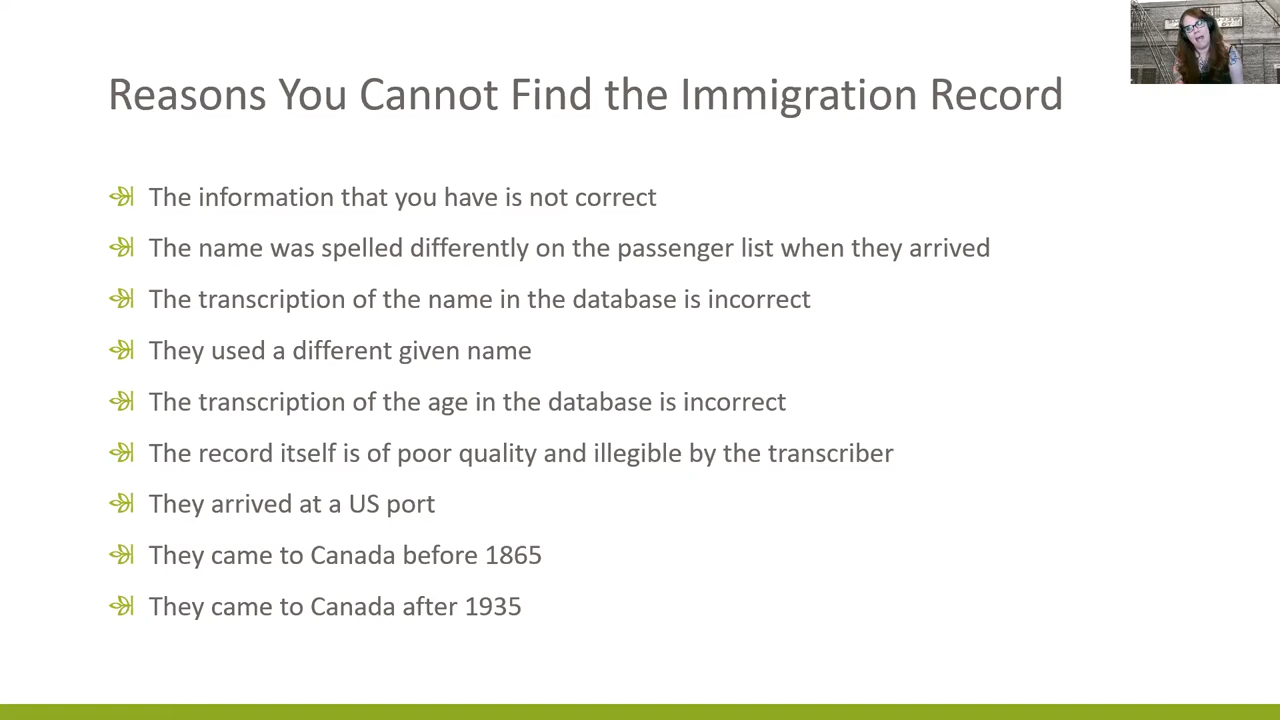 Reasons You Cannot Find the Immigration Record
The information that you have is not correct
The name was spelled differently on the passenger list when they arrived
The transcription of the name in the database is incorrect
They used a different given name
The transcription of the age in the database is incorrect
The record itself is of poor quality and illegible by the transcriber
They arrived at a US port
They came to Canada before 1865
They came to Canada after 1935